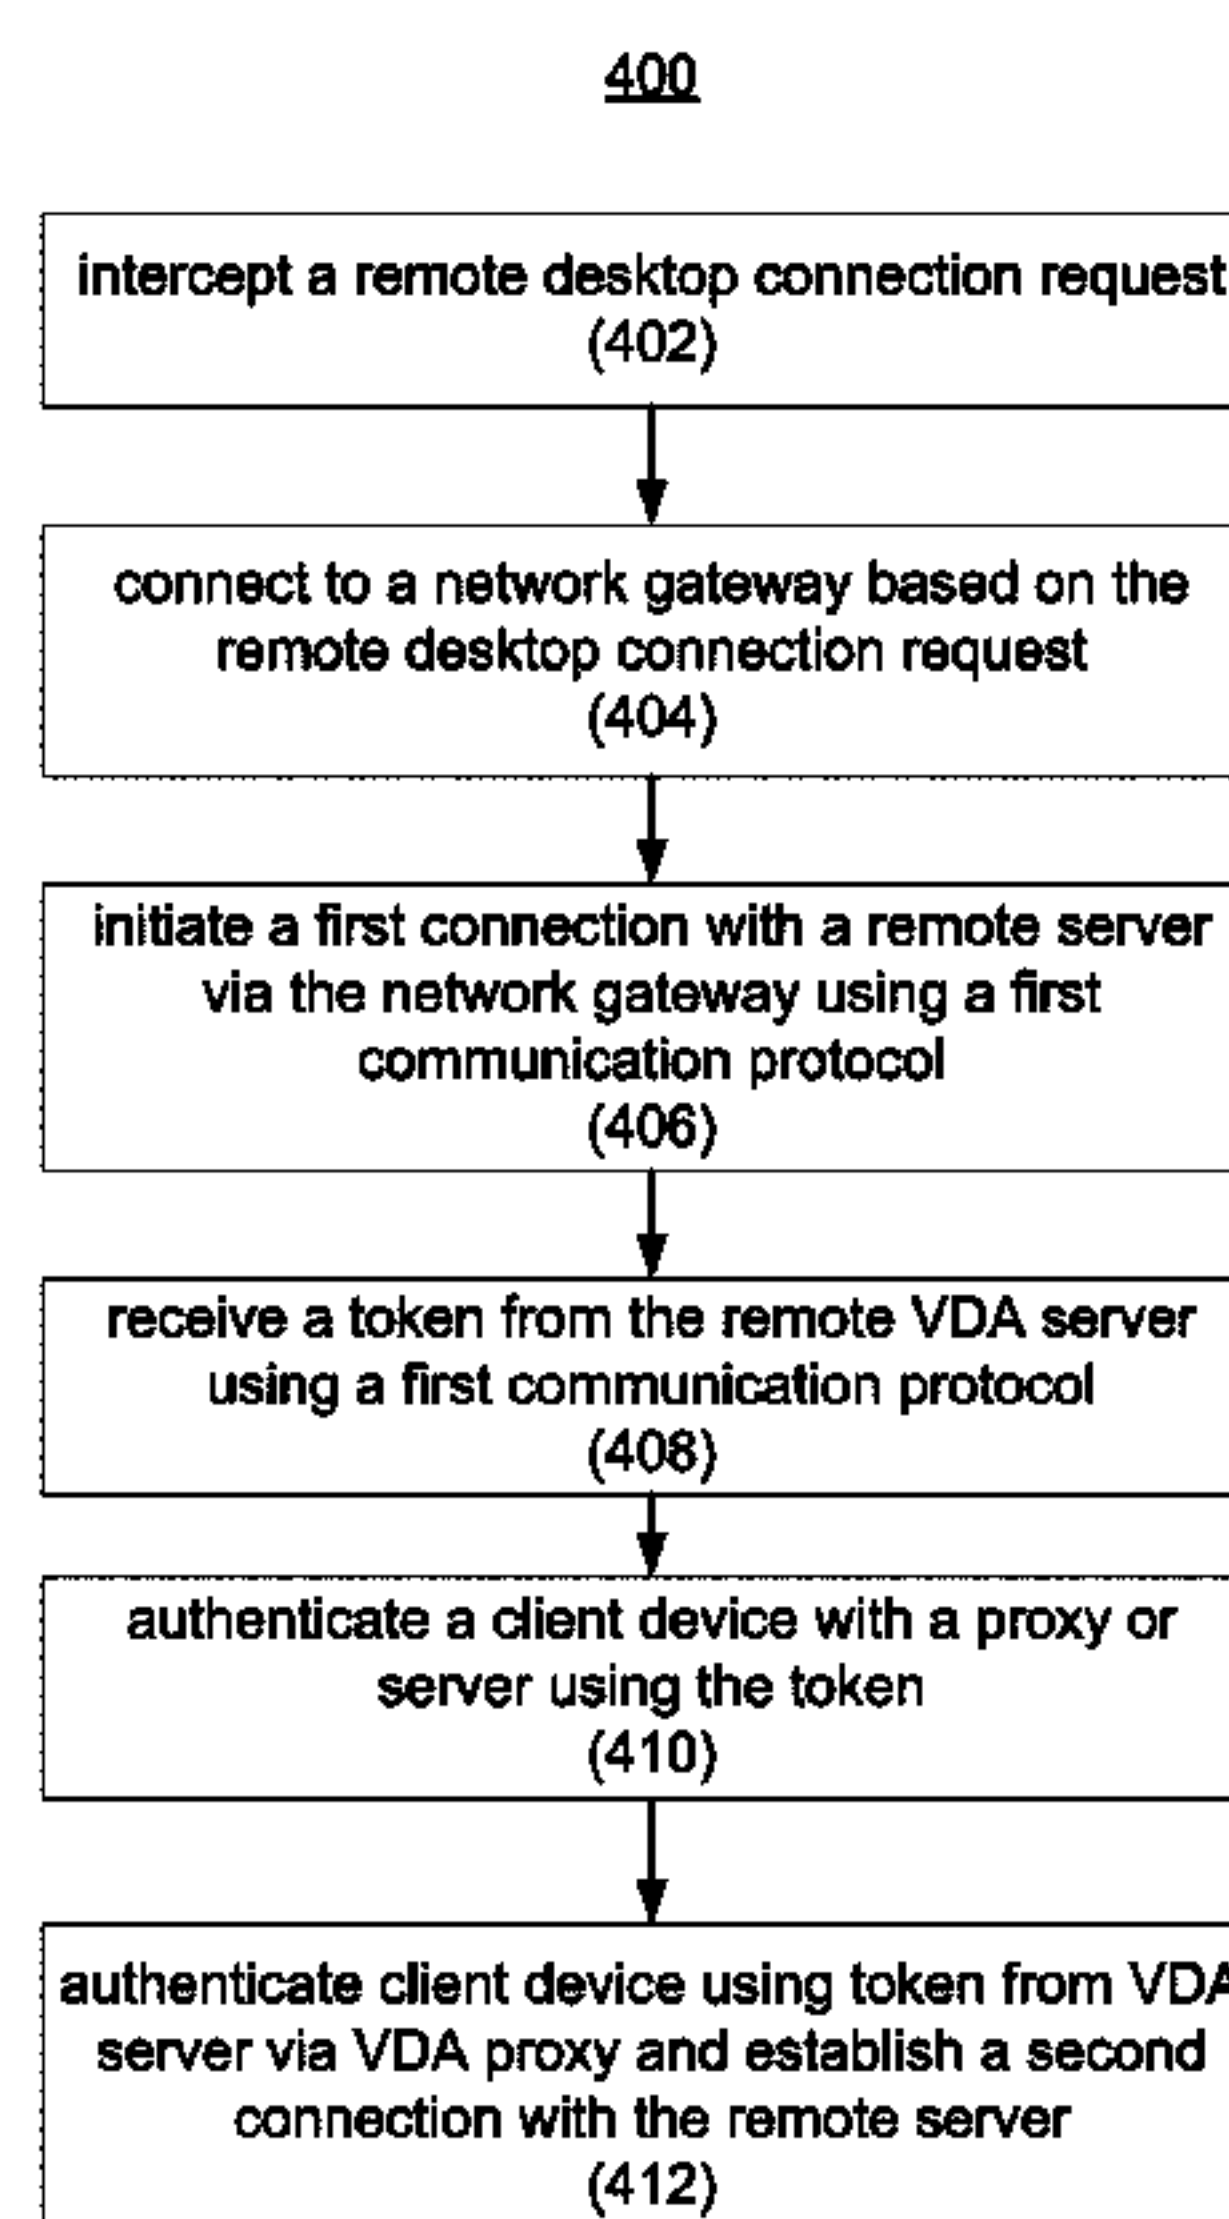 400
intercept a remote desktop connection request
(402)
connect to a network gateway based on the
remote desktop connection request
(404)
initiate a first connection with a remote server
via the network gateway using a first
communication protocol
(406)
receive a token from the remote VDA server
using a first communication protocol
(408)
authenticate a client device with a proxy or
server using the token
(410)
authenticate client device using token from VDA
server via VDA proxy and establish a second
connection with the remote server
(412)